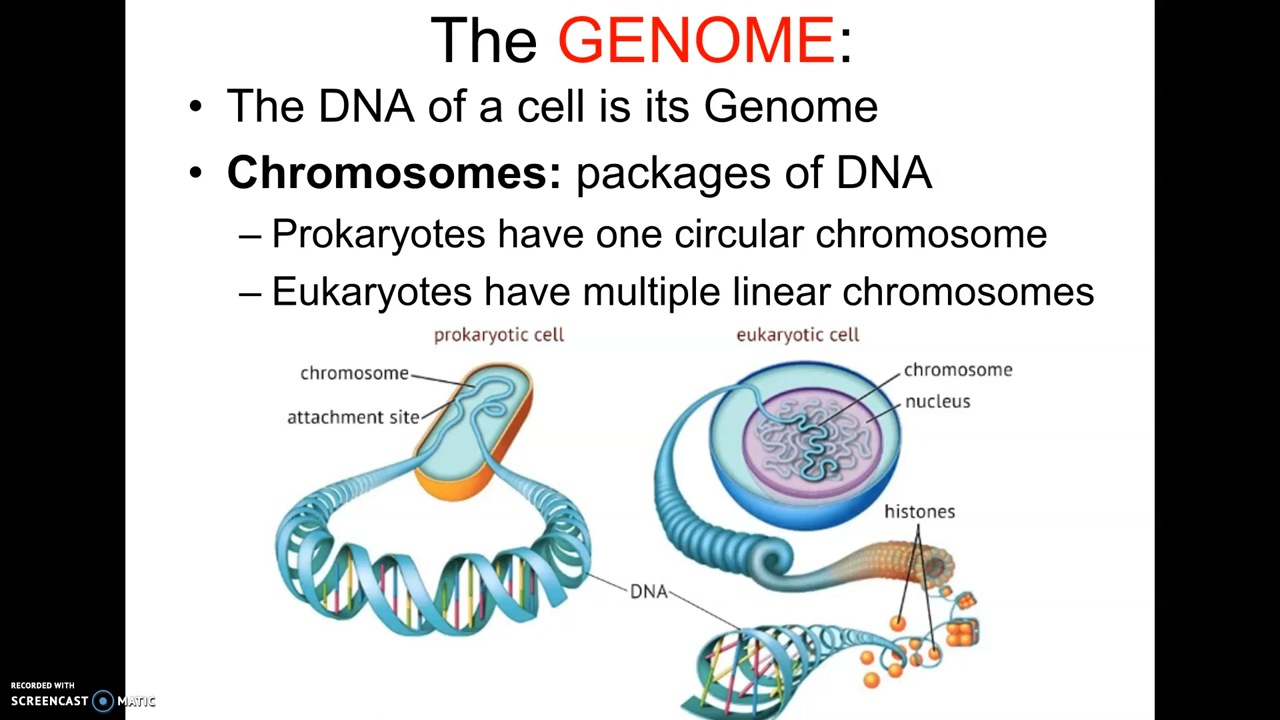 The GENOME:
• The DNA of a cell is its Genome
• Chromosomes: packages of DNA
– Prokaryotes have one circular chromosome
– Eukaryotes have multiple linear chromosomes
prokaryotic cell
eukaryotic cell
chromosome
attachment site
chromosome
nucleus
histones
DNA
RECORDED WITH
SCREENCAST MATIC